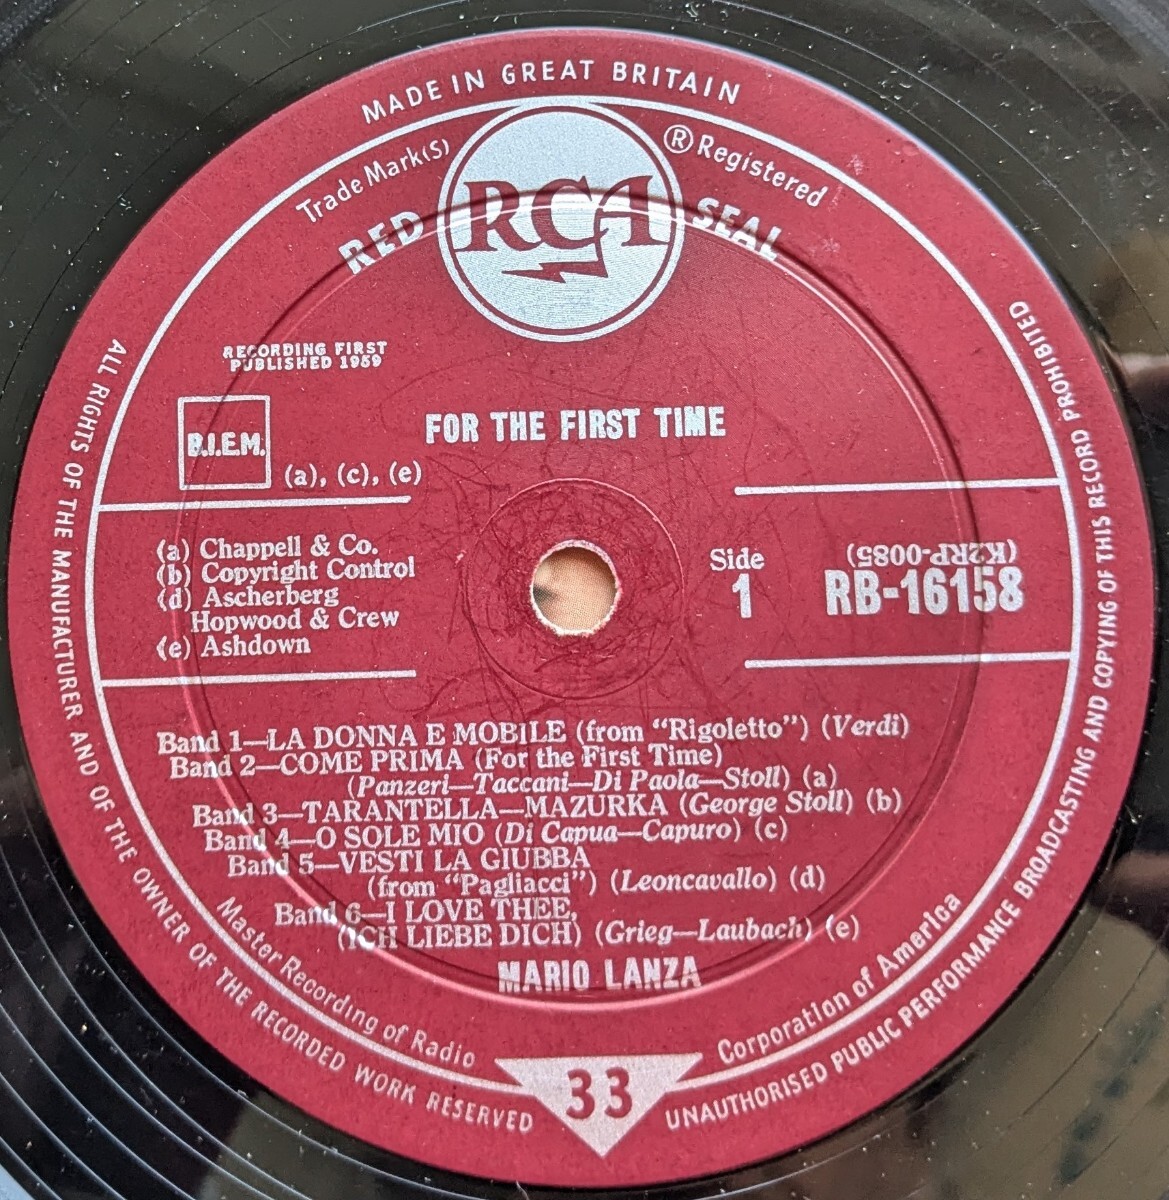 MADE IN GREAT BRITAIN
Trade Mark(S)
® Registered
RCA
RED SEAL
RECORDING FIRST
PUBLISHED 1959
B.I.E.M.
(a), (c), (e)
FOR THE FIRST TIME
(a) Chappell & Co.
(b) Copyright Control
(d) Ascherberg
Hopwood & Crew
(e) Ashdown
Side
1
(K2RP-0085)
RB-16158
Band 1—LA DONNA E MOBILE (from “Rigoletto”) (Verdi)
Band 2—COME PRIMA (For the First Time)
(Panzeri—Taccani—Di Paola—Stoll) (a)
Band 3—TARANTELLA—MAZURKA (George Stoll) (b)
Band 4—O SOLE MIO (Di Capua—Capuro) (c)
Band 5—VESTI LA GIUBBA
(from “Pagliacci”) (Leoncavallo) (d)
Band 6—I LOVE THEE,
(ICH LIEBE DICH) (Grieg—Laubach) (e)
MARIO LANZA
Master Recording of Radio Corporation of America
33
ALL RIGHTS OF THE MANUFACTURER AND OF THE OWNER OF THE RECORDED WORK RESERVED
UNAUTHORISED PUBLIC PERFORMANCE BROADCASTING AND COPYING OF THIS RECORD PROHIBITED